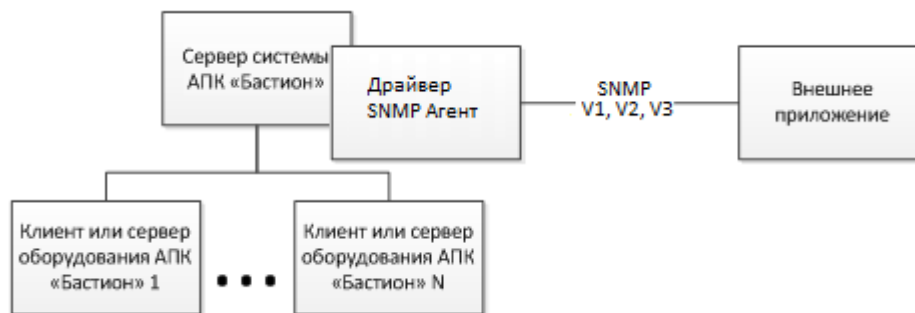 Сервер системы
АПК «Бастион»
Драйвер
SNMP Агент
SNMP
V1, V2, V3
Внешнее
приложение
Клиент или сервер
оборудования АПК
«Бастион» 1
Клиент или сервер
оборудования АПК
«Бастион» N